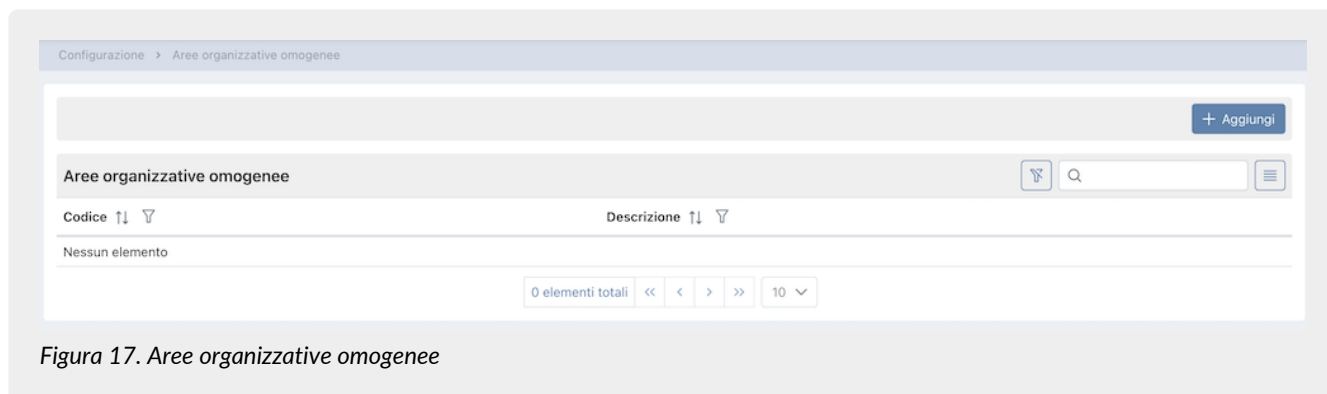 Configurazione > Aree organizzative omogenee
+ Aggiungi
Aree organizzative omogenee
Codice Descrizione
Nessun elemento
0 elementi totali << < > >> 10
Figura 17. Aree organizzative omogenee